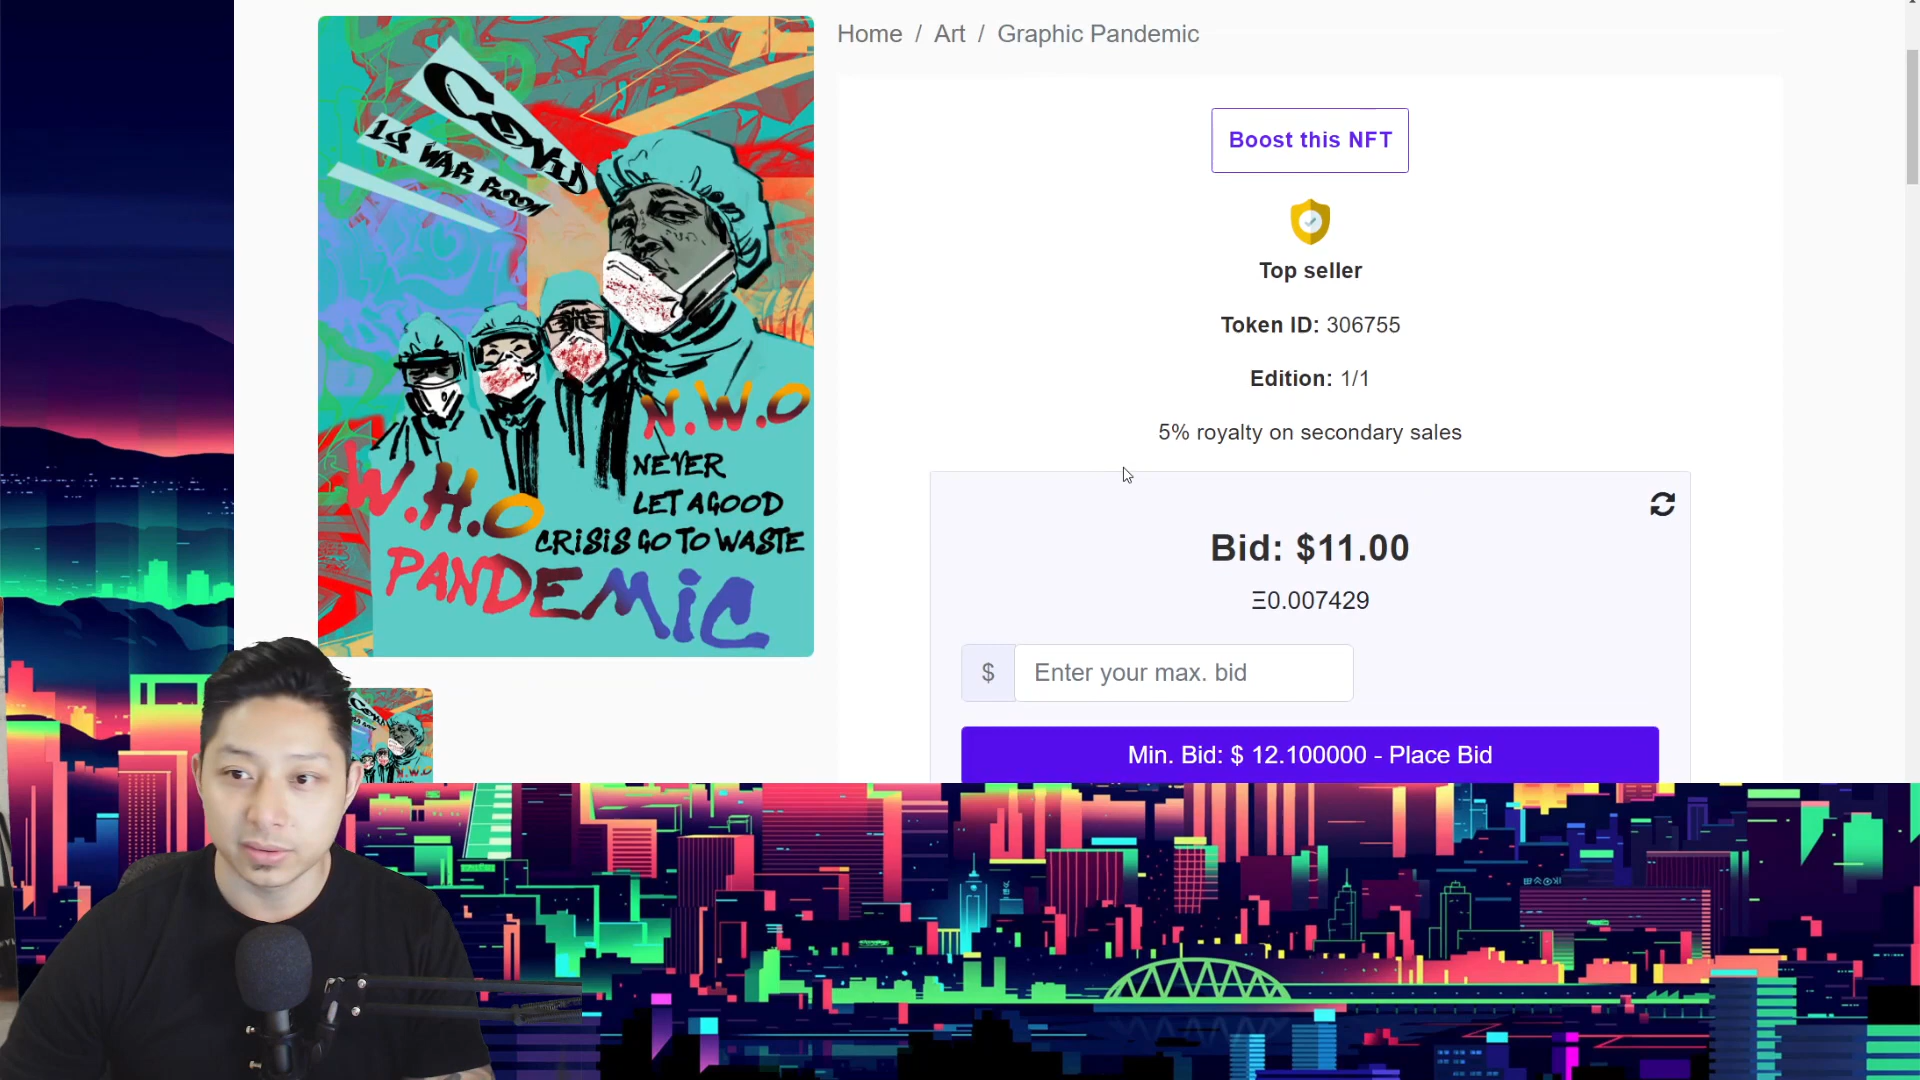 Home / Art / Graphic Pandemic
COVID
19 WAR ROOM
N.W.O
NEVER
LET A GOOD
CRISIS GO TO WASTE
W.H.O
PANDEMIC
Boost this NFT
Top seller
Token ID: 306755
Edition: 1/1
5% royalty on secondary sales
Bid: $11.00
Ξ0.007429
$ Enter your max. bid
Min. Bid: $ 12.100000 - Place Bid